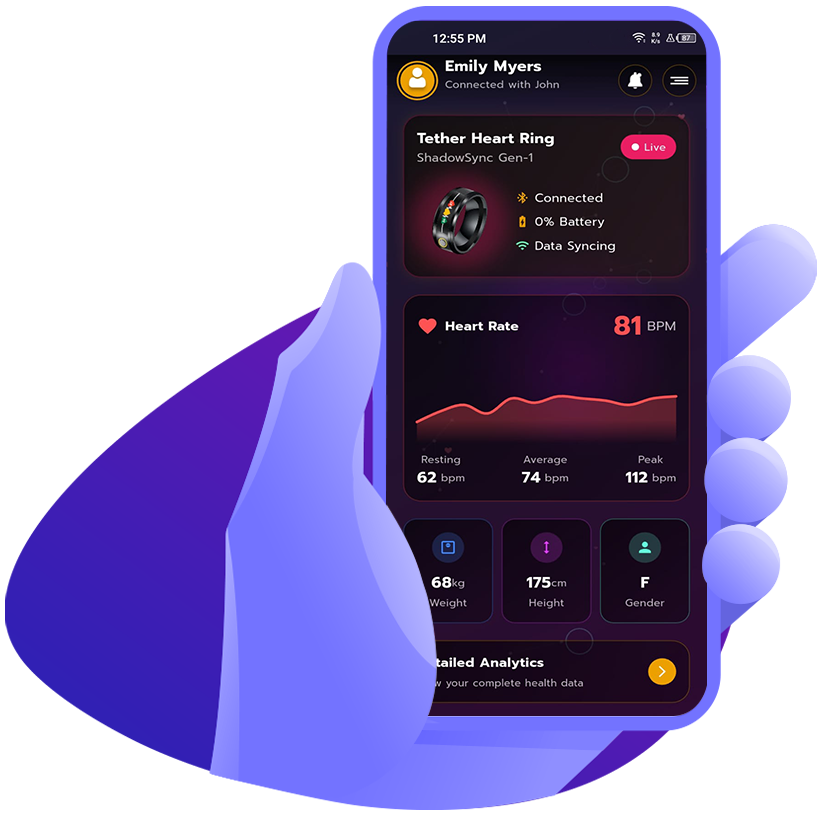 12:55 PM 8.9 K/s 87
Emily Myers
Connected with John
Tether Heart Ring
Live
ShadowSync Gen-1
Connected
0% Battery
Data Syncing
Heart Rate 81 BPM
Resting Average Peak
62 bpm 74 bpm 112 bpm
68kg 175cm F
Weight Height Gender
tailed Analytics
w your complete health data